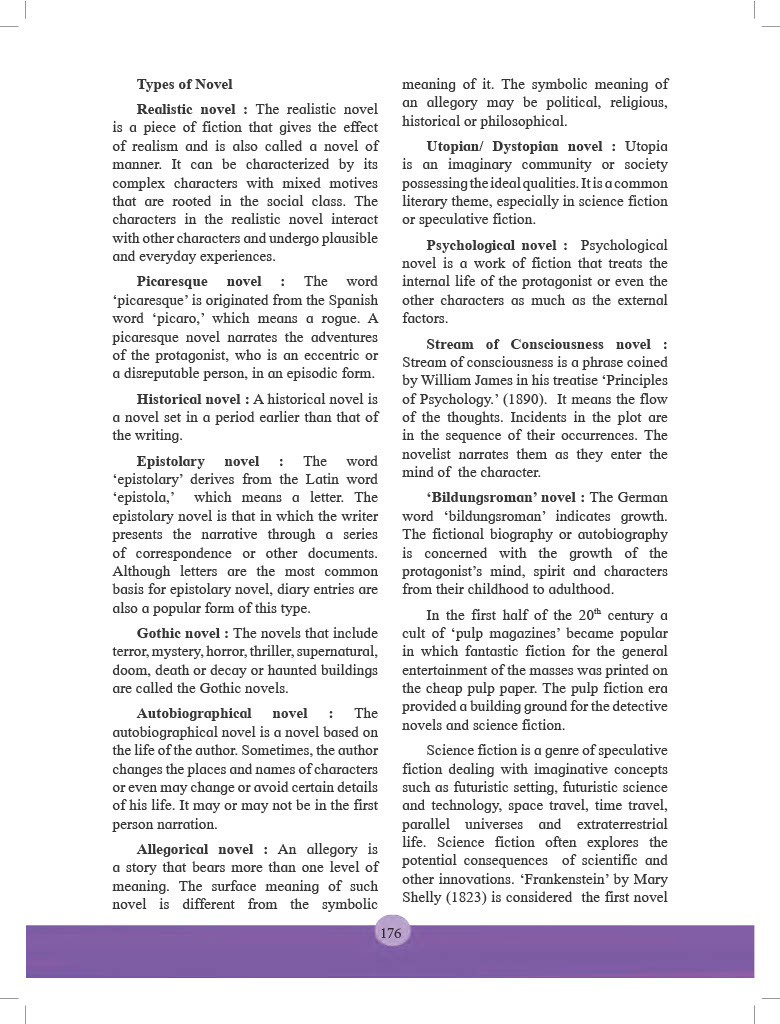 Types of Novel
Realistic novel : The realistic novel
is a piece of fiction that gives the effect
of realism and is also called a novel of
manner. It can be characterized by its
complex characters with mixed motives
that are rooted in the social class. The
characters in the realistic novel interact
with other characters and undergo plausible
and everyday experiences.
Picaresque novel : The word
‘picaresque’ is originated from the Spanish
word ‘picaro,’ which means a rogue. A
picaresque novel narrates the adventures
of the protagonist, who is an eccentric or
a disreputable person, in an episodic form.
Historical novel : A historical novel is
a novel set in a period earlier than that of
the writing.
Epistolary novel : The word
‘epistolary’ derives from the Latin word
‘epistola,’ which means a letter. The
epistolary novel is that in which the writer
presents the narrative through a series
of correspondence or other documents.
Although letters are the most common
basis for epistolary novel, diary entries are
also a popular form of this type.
Gothic novel : The novels that include
terror, mystery, horror, thriller, supernatural,
doom, death or decay or haunted buildings
are called the Gothic novels.
Autobiographical novel : The
autobiographical novel is a novel based on
the life of the author. Sometimes, the author
changes the places and names of characters
or even may change or avoid certain details
of his life. It may or may not be in the first
person narration.
Allegorical novel : An allegory is
a story that bears more than one level of
meaning. The surface meaning of such
novel is different from the symbolic
meaning of it. The symbolic meaning of
an allegory may be political, religious,
historical or philosophical.
Utopian/ Dystopian novel : Utopia
is an imaginary community or society
possessing the ideal qualities. It is a common
literary theme, especially in science fiction
or speculative fiction.
Psychological novel : Psychological
novel is a work of fiction that treats the
internal life of the protagonist or even the
other characters as much as the external
factors.
Stream of Consciousness novel :
Stream of consciousness is a phrase coined
by William James in his treatise ‘Principles
of Psychology.’ (1890). It means the flow
of the thoughts. Incidents in the plot are
in the sequence of their occurrences. The
novelist narrates them as they enter the
mind of the character.
‘Bildungsroman’ novel : The German
word ‘bildungsroman’ indicates growth.
The fictional biography or autobiography
is concerned with the growth of the
protagonist’s mind, spirit and characters
from their childhood to adulthood.
In the first half of the 20th century a
cult of ‘pulp magazines’ became popular
in which fantastic fiction for the general
entertainment of the masses was printed on
the cheap pulp paper. The pulp fiction era
provided a building ground for the detective
novels and science fiction.
Science fiction is a genre of speculative
fiction dealing with imaginative concepts
such as futuristic setting, futuristic science
and technology, space travel, time travel,
parallel universes and extraterrestrial
life. Science fiction often explores the
potential consequences of scientific and
other innovations. ‘Frankenstein’ by Mary
Shelly (1823) is considered the first novel
176